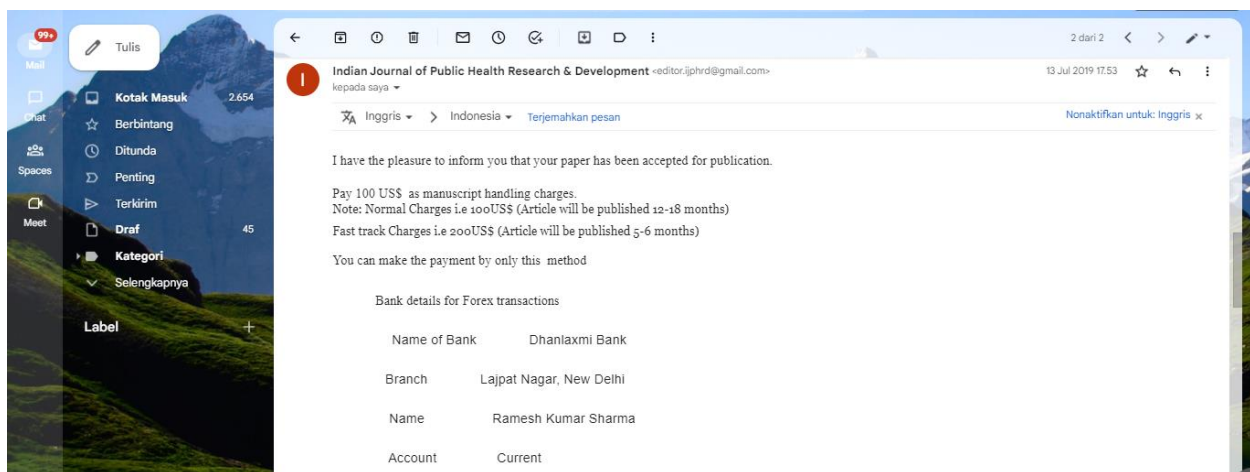 99+
Mail
Chat
Spaces
Meet
Tulis
Kotak Masuk 2.654
Berbintang
Ditunda
Penting
Terkirim
Draf 45
Kategori
Selengkapnya
Label +
2 dari 2
I
Indian Journal of Public Health Research & Development <editor.ijphrd@gmail.com> 13 Jul 2019 17.53
kepada saya
Inggris > Indonesia Terjemahkan pesan Nonaktifkan untuk: Inggris x
I have the pleasure to inform you that your paper has been accepted for publication.
Pay 100 US$ as manuscript handling charges.
Note: Normal Charges i.e 100US$ (Article will be published 12-18 months)
Fast track Charges i.e 200US$ (Article will be published 5-6 months)
You can make the payment by only this method
Bank details for Forex transactions
Name of Bank Dhanlaxmi Bank
Branch Lajpat Nagar, New Delhi
Name Ramesh Kumar Sharma
Account Current